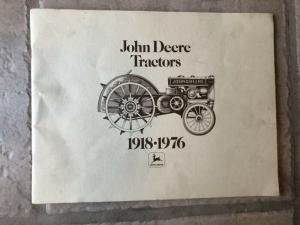 John Deere
Tractors
JOHN DEERE
1918·1976